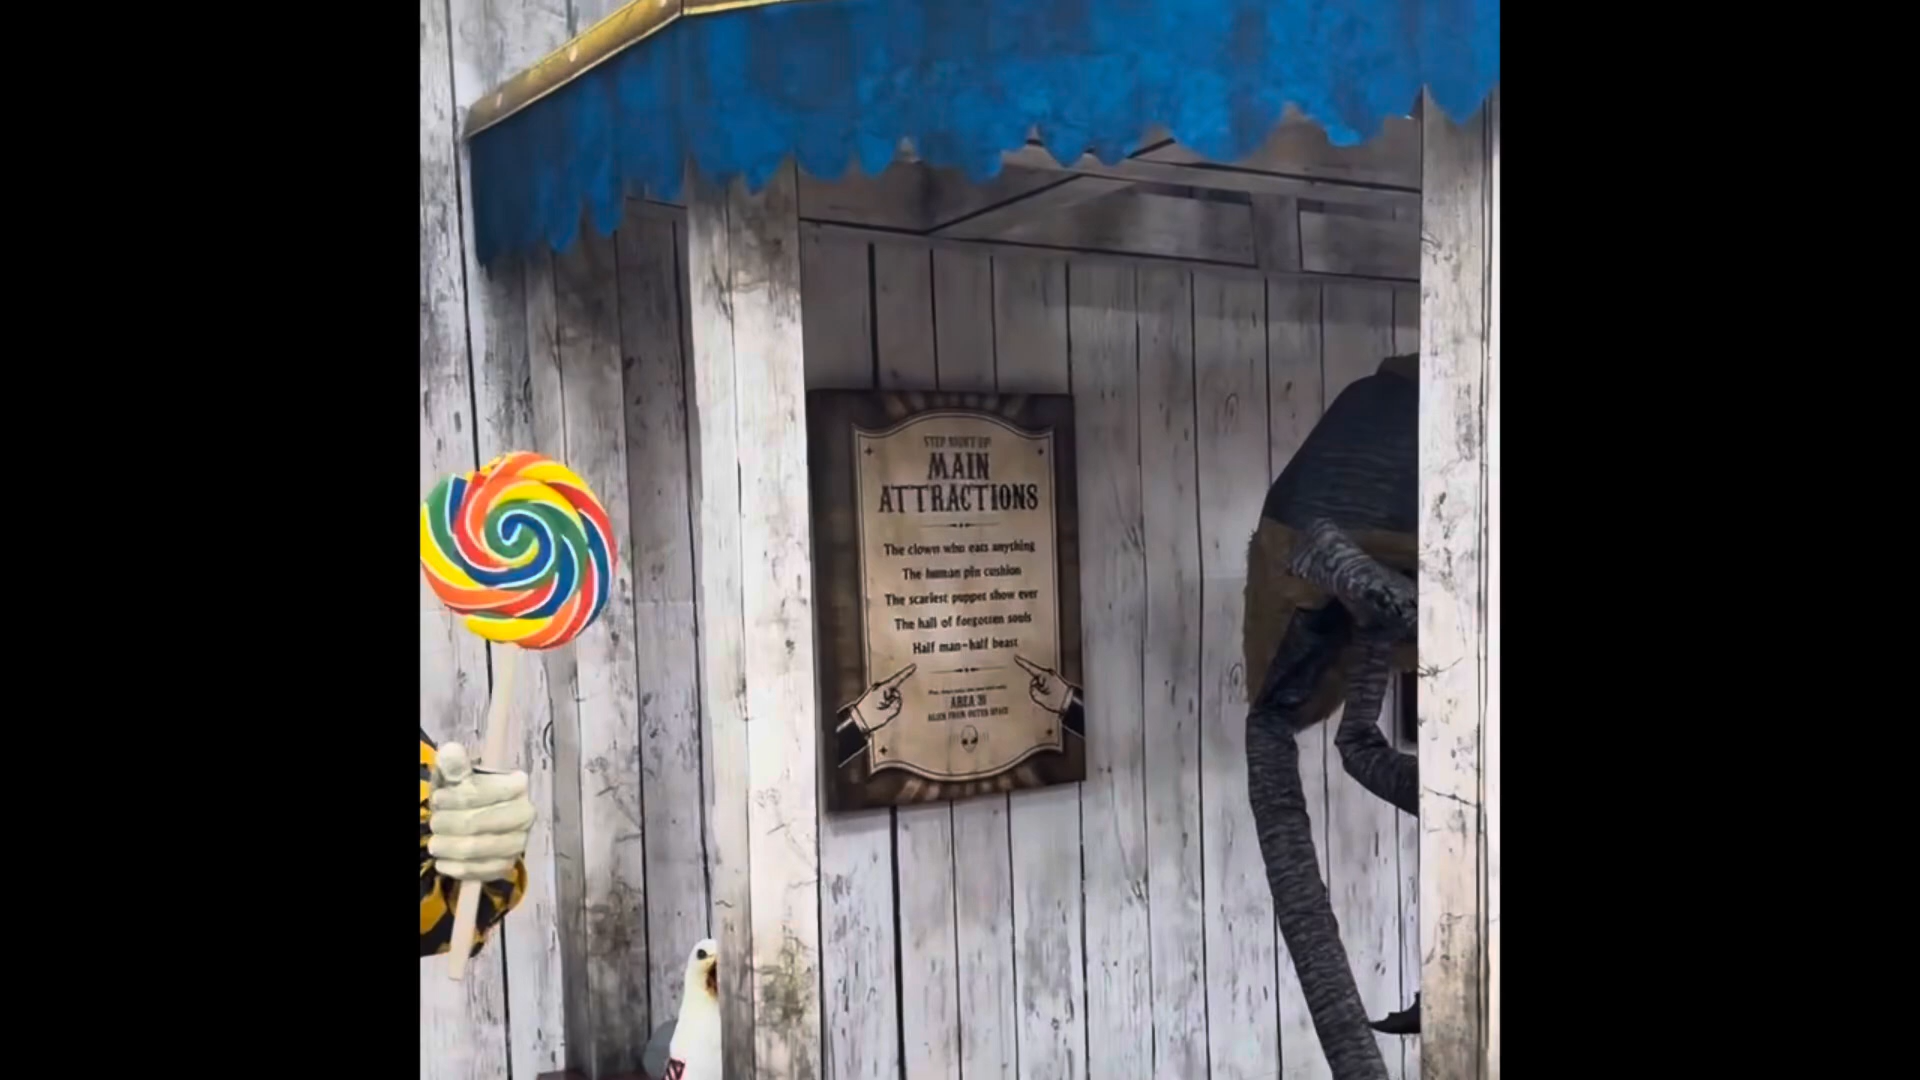 STEP RIGHT UP!
MAIN
ATTRACTIONS
The clown who eats anything
The human pin cushion
The scariest puppet show ever
The hall of forgotten souls
Half man-half beast
AREA 51
ALIEN FROM OUTER SPACE